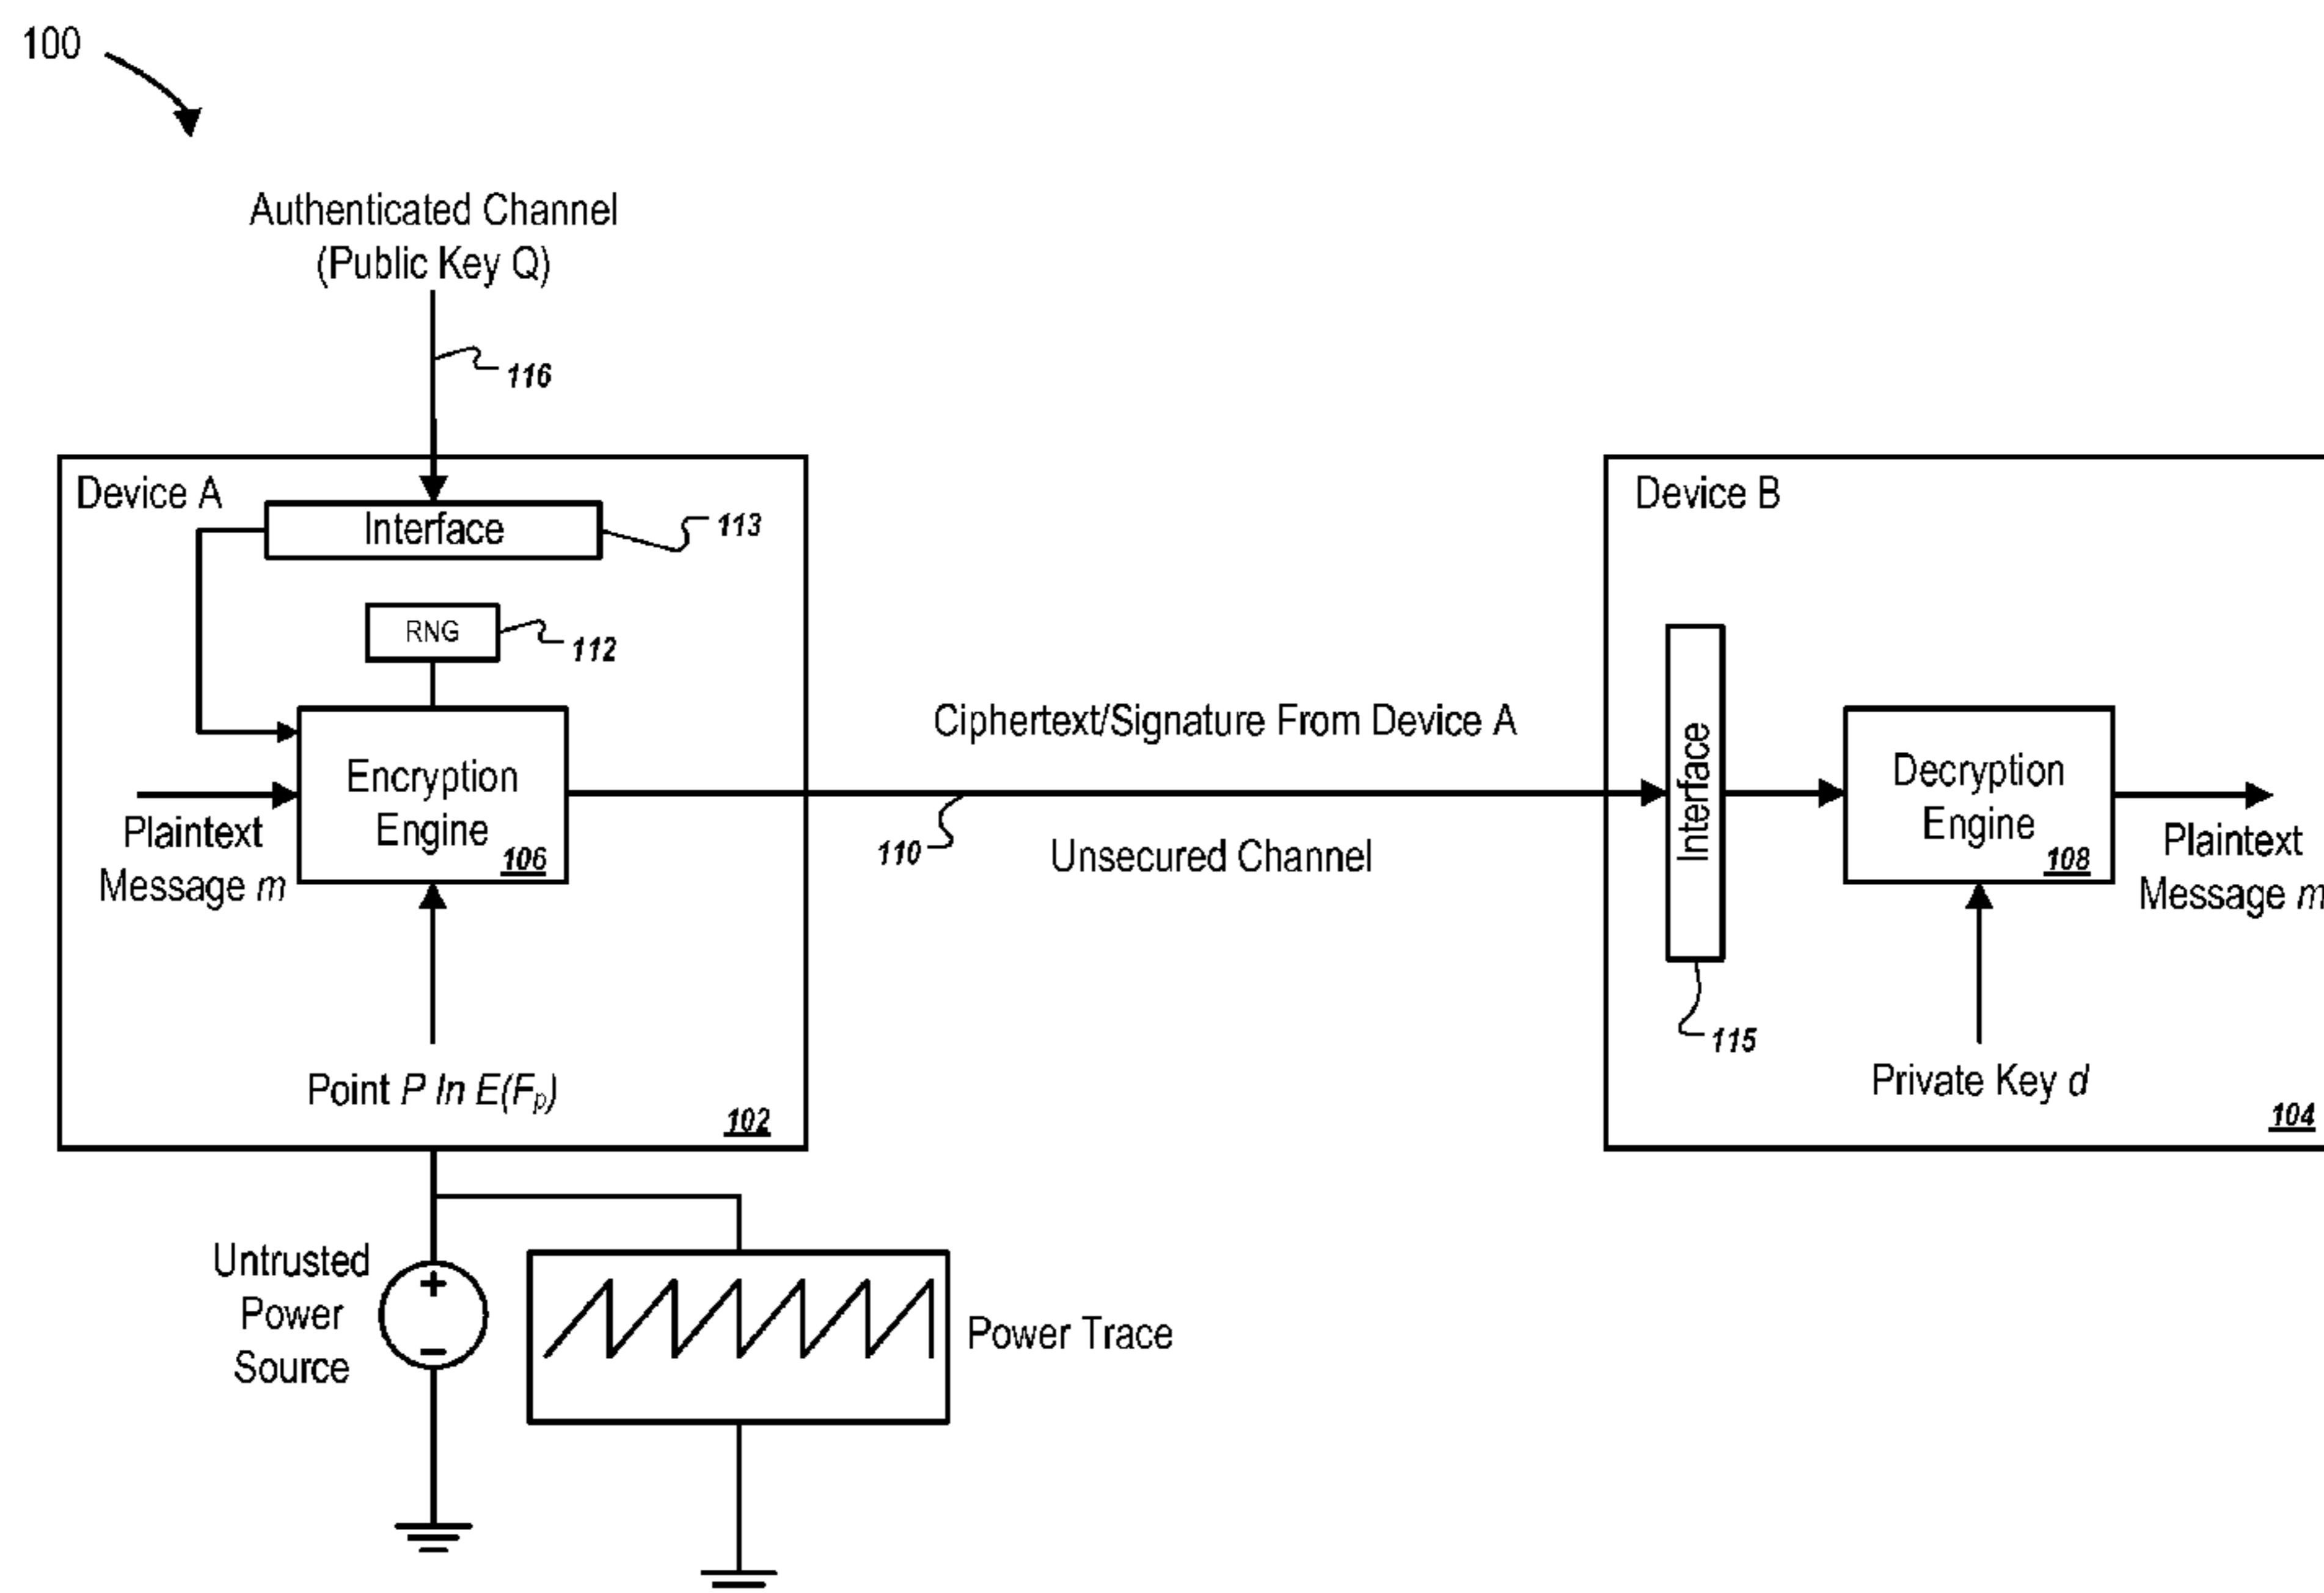 100
Authenticated Channel
(Public Key Q)
116
Device A
Interface
113
RNG
112
Encryption
Engine
106
Plaintext
Message m
Point P In E(Fp)
102
Ciphertext/Signature From Device A
110
Unsecured Channel
Device B
Interface
115
Decryption
Engine
108
Plaintext
Message m
Private Key d
104
Untrusted
Power
Source
+
−
Power Trace